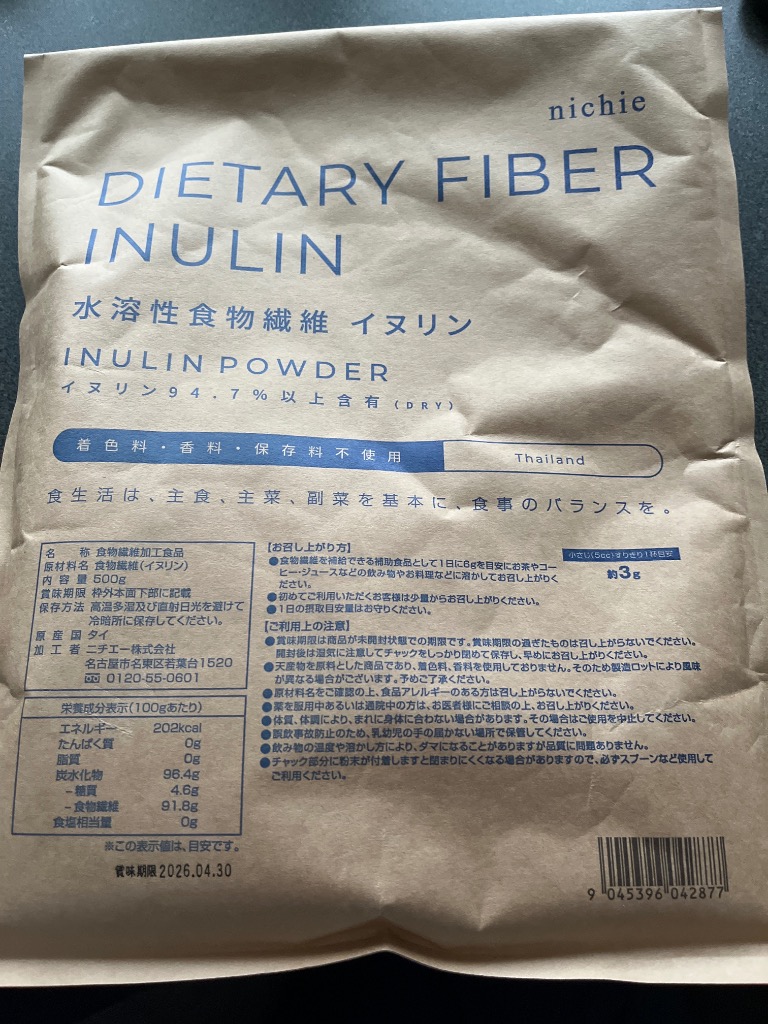 nichie
DIETARY FIBER
INULIN
水溶性食物繊維 イヌリン
INULIN POWDER
イヌリン94.7%以上含有(DRY)
着色料・香料・保存料不使用
Thailand
食生活は、主食、主菜、副菜を基本に、食事のバランスを。
名 称 食物繊維加工食品
原材料名 食物繊維(イヌリン)
内 容 量 500g
賞味期限 枠外本面下部に記載
保存方法 高温多湿及び直射日光を避けて
冷暗所に保存してください。
原 産 国 タイ
加 工 者 ニチエー株式会社
名古屋市名東区若葉台1520
0120-55-0601
栄養成分表示(100gあたり)
エネルギー 202kcal
たんぱく質 0g
脂質 0g
炭水化物 96.4g
-糖質 4.6g
-食物繊維 91.8g
食塩相当量 0g
※この表示値は、目安です。
賞味期限 2026.04.30
【お召し上がり方】
●食物繊維を補給できる補助食品として1日に6gを目安にお茶やコー
ヒー・ジュースなどの飲み物やお料理などに溶かしてお召し上がりく
ださい。
●初めてご利用いただくお客様は少量からお召し上がりください。
●1日の摂取目安量はお守りください。
小さじ(5cc)すりきり1杯目安
約3g
【ご利用上の注意】
●賞味期限は商品が未開封状態での期限です。賞味期限の過ぎたものは召し上がらないでください。
開封後は湿気に注意してチャックをしっかり閉めて保存し、早めにお召し上がりください。
●天産物を原料とした商品であり、着色料、香料を使用しておりません。そのため製造ロットにより風味
が異なる場合がございます。予めご了承ください。
●原材料名をご確認の上、食品アレルギーのある方は召し上がらないでください。
●薬を服用中あるいは通院中の方は、お医者様にご相談の上、お召し上がりください。
●体質、体調により、まれに身体に合わない場合があります。その場合はご使用を中止してください。
●誤飲事故防止のため、乳幼児の手の届かない場所で保管してください。
●飲み物の温度や溶かし方により、ダマになることがありますが品質に問題ありません。
●チャック部分に粉末が付着しますと閉まりにくくなる場合がありますので、必ずスプーンなど使用して
ご利用ください。
9 045396 042877